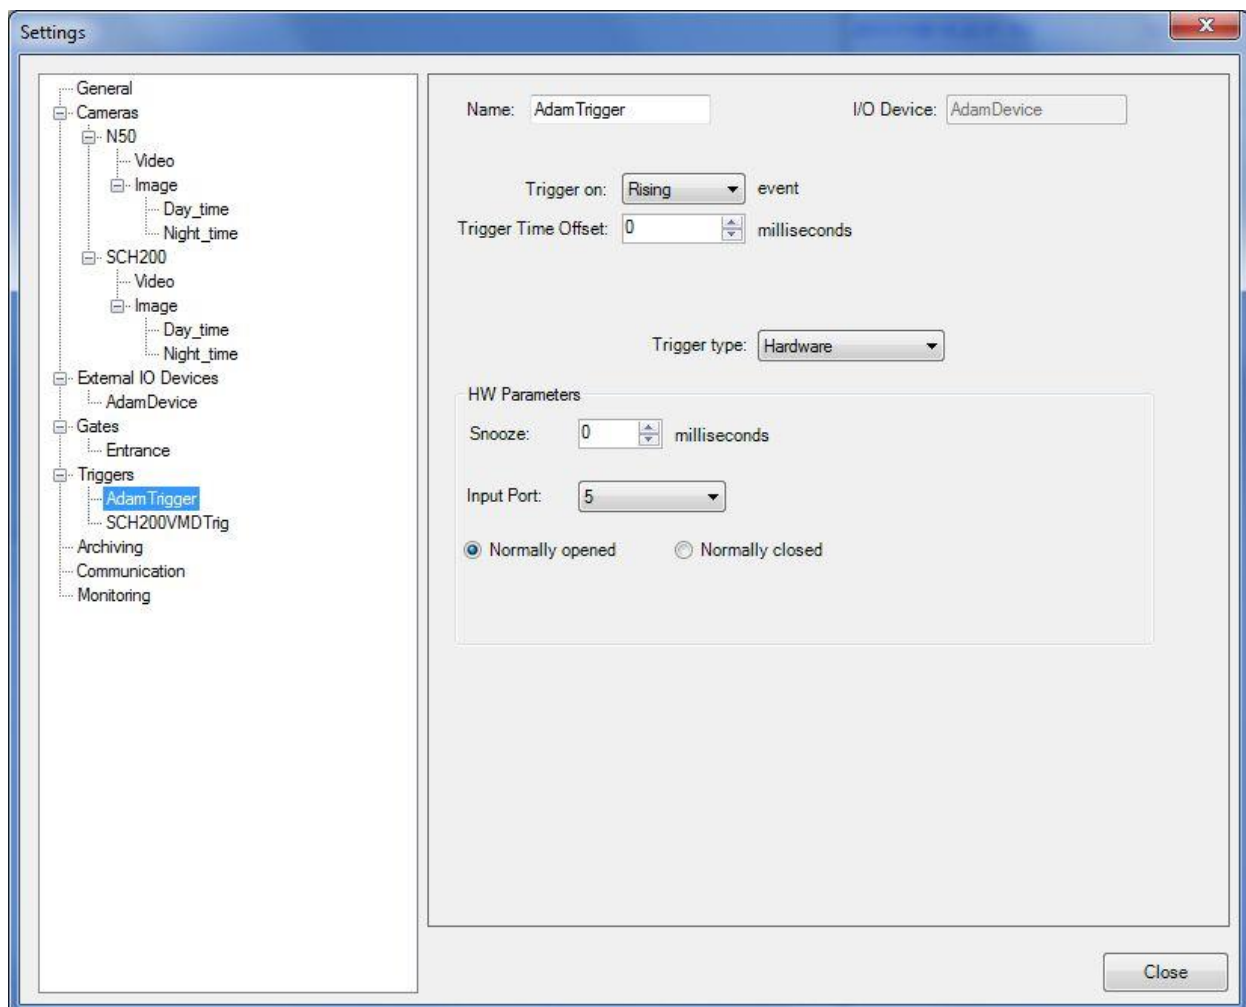 Settings
General
Cameras
N50
Video
Image
Day_time
Night_time
SCH200
Video
Image
Day_time
Night_time
External IO Devices
AdamDevice
Gates
Entrance
Triggers
AdamTrigger
SCH200VMDTrig
Archiving
Communication
Monitoring
Name: AdamTrigger I/O Device: AdamDevice
Trigger on: Rising event
Trigger Time Offset: 0 milliseconds
Trigger type: Hardware
HW Parameters
Snooze: 0 milliseconds
Input Port: 5
Normally opened Normally closed
Close